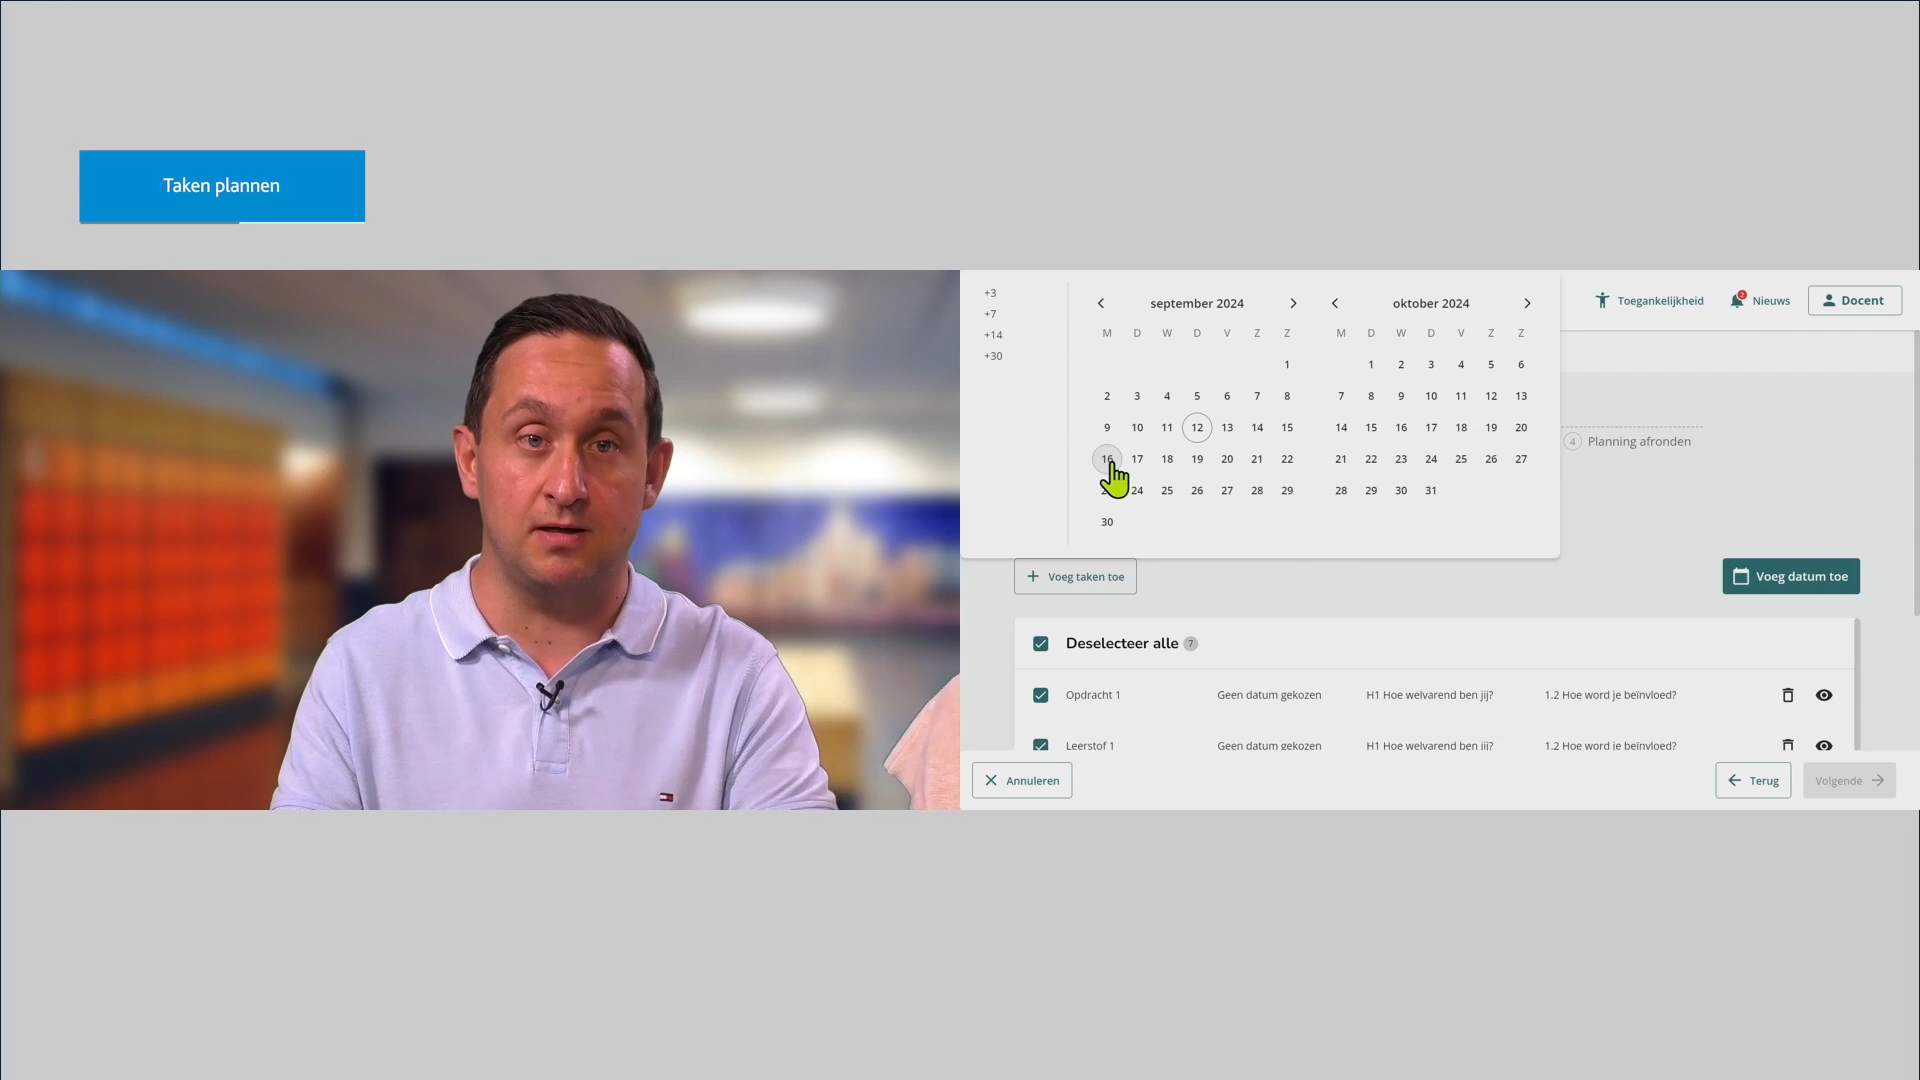 Taken plannen
+3
+7
+14
+30
september 2024
M D W D V Z Z
1
2 3 4 5 6 7 8
9 10 11 12 13 14 15
16 17 18 19 20 21 22
24 25 26 27 28 29
30
oktober 2024
M D W D V Z Z
1 2 3 4 5 6
7 8 9 10 11 12 13
14 15 16 17 18 19 20
21 22 23 24 25 26 27
28 29 30 31
Toegankelijkheid
2
Nieuws
Docent
4 Planning afronden
Voeg taken toe
Voeg datum toe
Deselecteer alle 7
Opdracht 1 Geen datum gekozen H1 Hoe welvarend ben jij? 1.2 Hoe word je beïnvloed?
Leerstof 1 Geen datum gekozen H1 Hoe welvarend ben jij? 1.2 Hoe word je beïnvloed?
Annuleren
Terug
Volgende